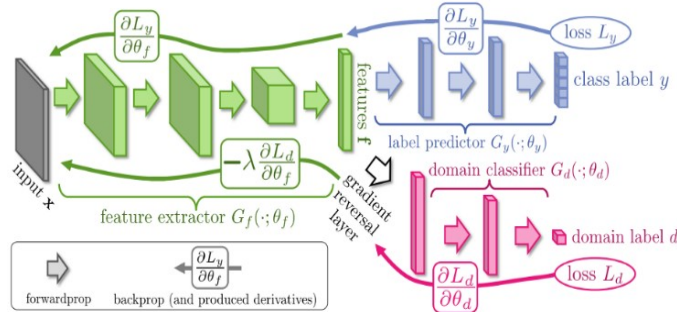 ∂L_y/∂θ_f
∂L_y/∂θ_y
loss L_y
features f
class label y
label predictor G_y(·;θ_y)
input x
−λ ∂L_d/∂θ_f
feature extractor G_f(·;θ_f)
gradient reversal layer
domain classifier G_d(·;θ_d)
domain label d
∂L_d/∂θ_d
loss L_d
forwardprop
∂L_y/∂θ_f
backprop (and produced derivatives)